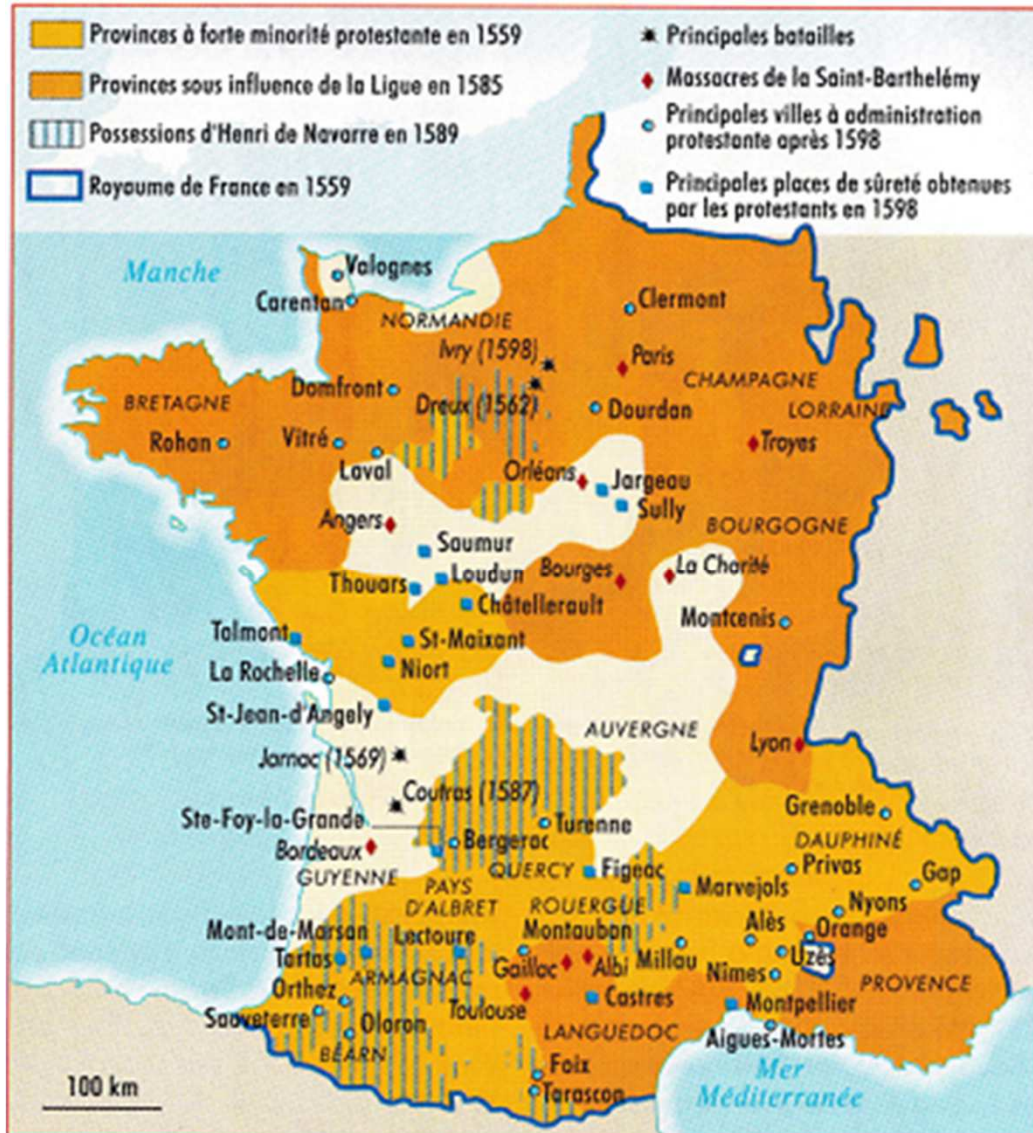 Provinces à forte minorité protestante en 1559
Provinces sous influence de la Ligue en 1585
Possessions d'Henri de Navarre en 1589
Royaume de France en 1559
Principales batailles
Massacres de la Saint-Barthelémy
Principales villes à administration
protestante après 1598
Principales places de sûreté obtenues
par les protestants en 1598
Manche
Valognes
Carentan
NORMANDIE
Clermont
Ivry (1598)
Paris
CHAMPAGNE
Domfront
Dreux (1562)
Dourdan
LORRAINE
BRETAGNE
Rohan
Vitré
Laval
Troyes
Orléans
Jargeau
Sully
Angers
BOURGOGNE
Saumur
Loudun
Bourges
La Charité
Thouars
Châtellerault
Montcenis
Océan
Atlantique
Talmont
St-Maixant
Niort
La Rochelle
St-Jean-d'Angely
AUVERGNE
Lyon
Jarnac (1569)
Coutras (1587)
Ste-Foy-la-Grande
Turenne
Grenoble
DAUPHINÉ
Bergerac
Bordeaux
GUYENNE
QUERCY
Figeac
Privas
Gap
PAYS
D'ALBRET
ROUERGUE
Marvejols
Nyons
Mont-de-Marsan
Lectoure
Montauban
Alès
Orange
Tartas
ARMAGNAC
Gaillac
Albi
Millau
Uzès
Nîmes
PROVENCE
Orthez
Toulouse
Castres
Montpellier
Sauveterre
Oloron
LANGUEDOC
Aigues-Mortes
BÉARN
Foix
Tarascon
Mer
Méditerranée
100 km